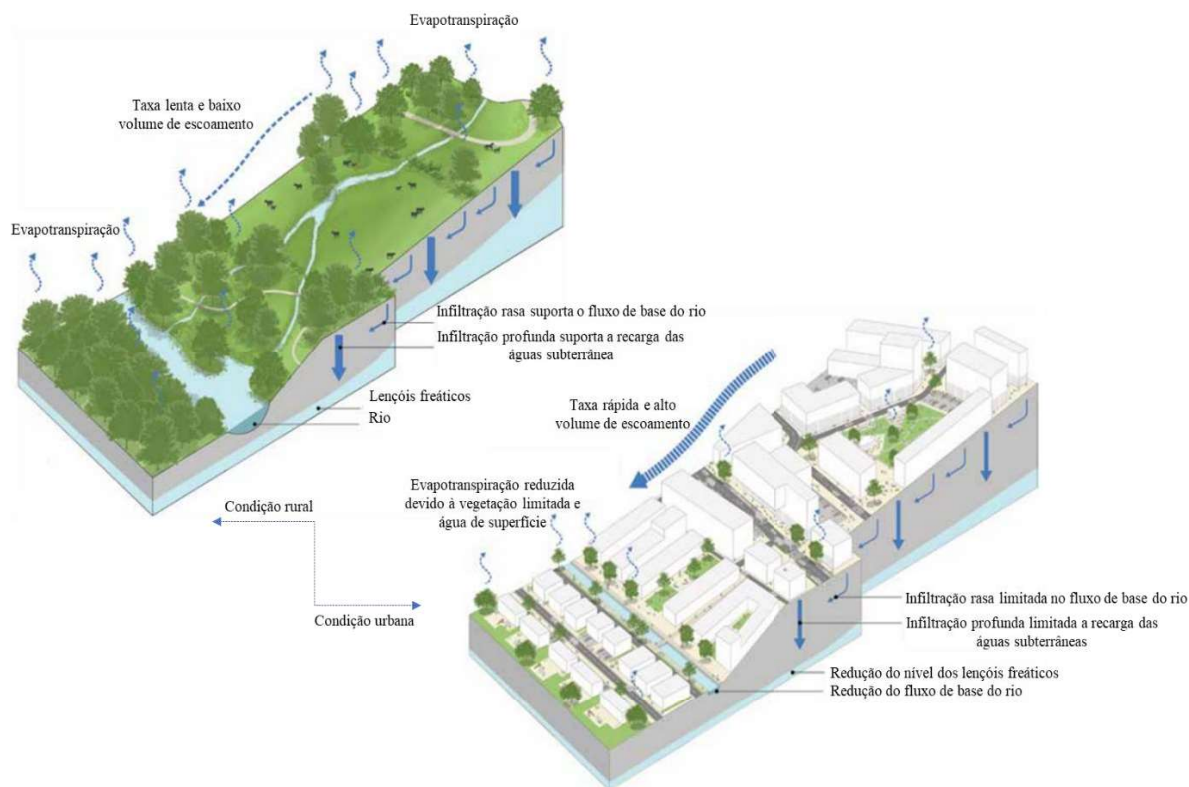 Evapotranspiração
Taxa lenta e baixo
volume de escoamento
Evapotranspiração
Infiltração rasa suporta o fluxo de base do rio
Infiltração profunda suporta a recarga das
águas subterrânea
Lençóis freáticos
Rio
Taxa rápida e alto
volume de escoamento
Evapotranspiração reduzida
devido à vegetação limitada e
água de superfície
Condição rural
Condição urbana
Infiltração rasa limitada no fluxo de base do rio
Infiltração profunda limitada a recarga das
águas subterrâneas
Redução do nível dos lençóis freáticos
Redução do fluxo de base do rio